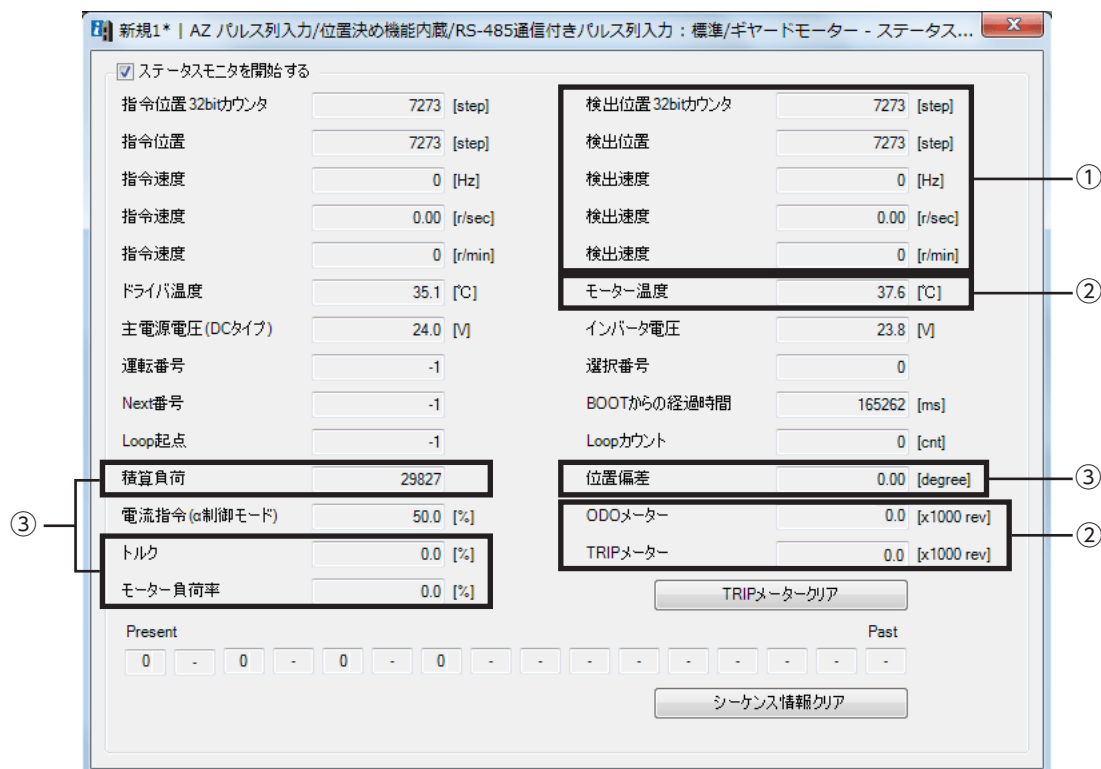 新規1* | AZ パルス列入力/位置決め機能内蔵/RS-485通信付きパルス列入力：標準/ギヤードモーター - ステータス...
ステータスモニタを開始する
指令位置32bitカウンタ 7273 [step] 検出位置32bitカウンタ 7273 [step]
指令位置 7273 [step] 検出位置 7273 [step]
指令速度 0 [Hz] 検出速度 0 [Hz] ①
指令速度 0.00 [r/sec] 検出速度 0.00 [r/sec]
指令速度 0 [r/min] 検出速度 0 [r/min]
ドライバ温度 35.1 [℃] モーター温度 37.6 [℃] ②
主電源電圧(DCタイプ) 24.0 [V] インバータ電圧 23.8 [V]
運転番号 -1 選択番号 0
Next番号 -1 BOOTからの経過時間 165262 [ms]
Loop起点 -1 Loopカウント 0 [cnt]
積算負荷 29827 位置偏差 0.00 [degree] ③
③ 電流指令(α制御モード) 50.0 [%] ODOメーター 0.0 [x1000 rev] ②
トルク 0.0 [%] TRIPメーター 0.0 [x1000 rev]
モーター負荷率 0.0 [%] TRIPメータークリア
Present Past
0 - 0 - 0 - 0 - - - - - - - - -
シーケンス情報クリア